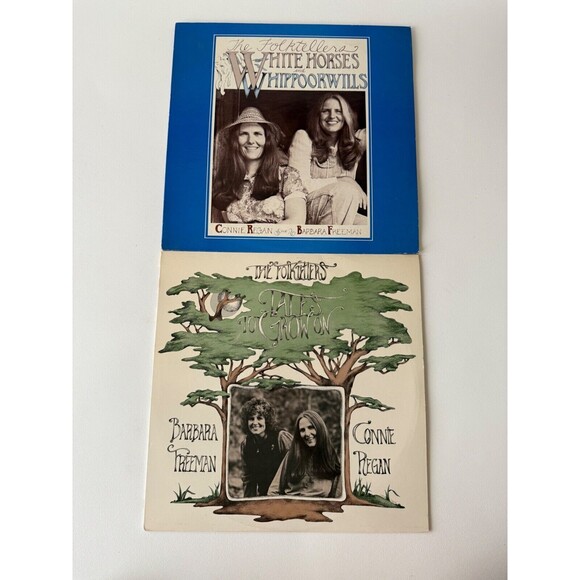 The Folktellers
WHITE HORSES
and
WHIPPOORWILLS
CONNIE REGAN and BARBARA FREEMAN
THE FOLKTELLERS
TALES
TO GROW ON
BARBARA
FREEMAN
CONNIE
REGAN